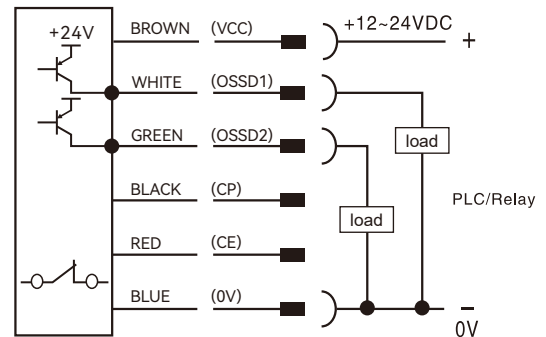 +24V
BROWN (VCC) +12~24VDC +
WHITE (OSSD1)
GREEN (OSSD2) load
BLACK (CP) PLC/Relay
load
RED (CE)
BLUE (0V) −
0V